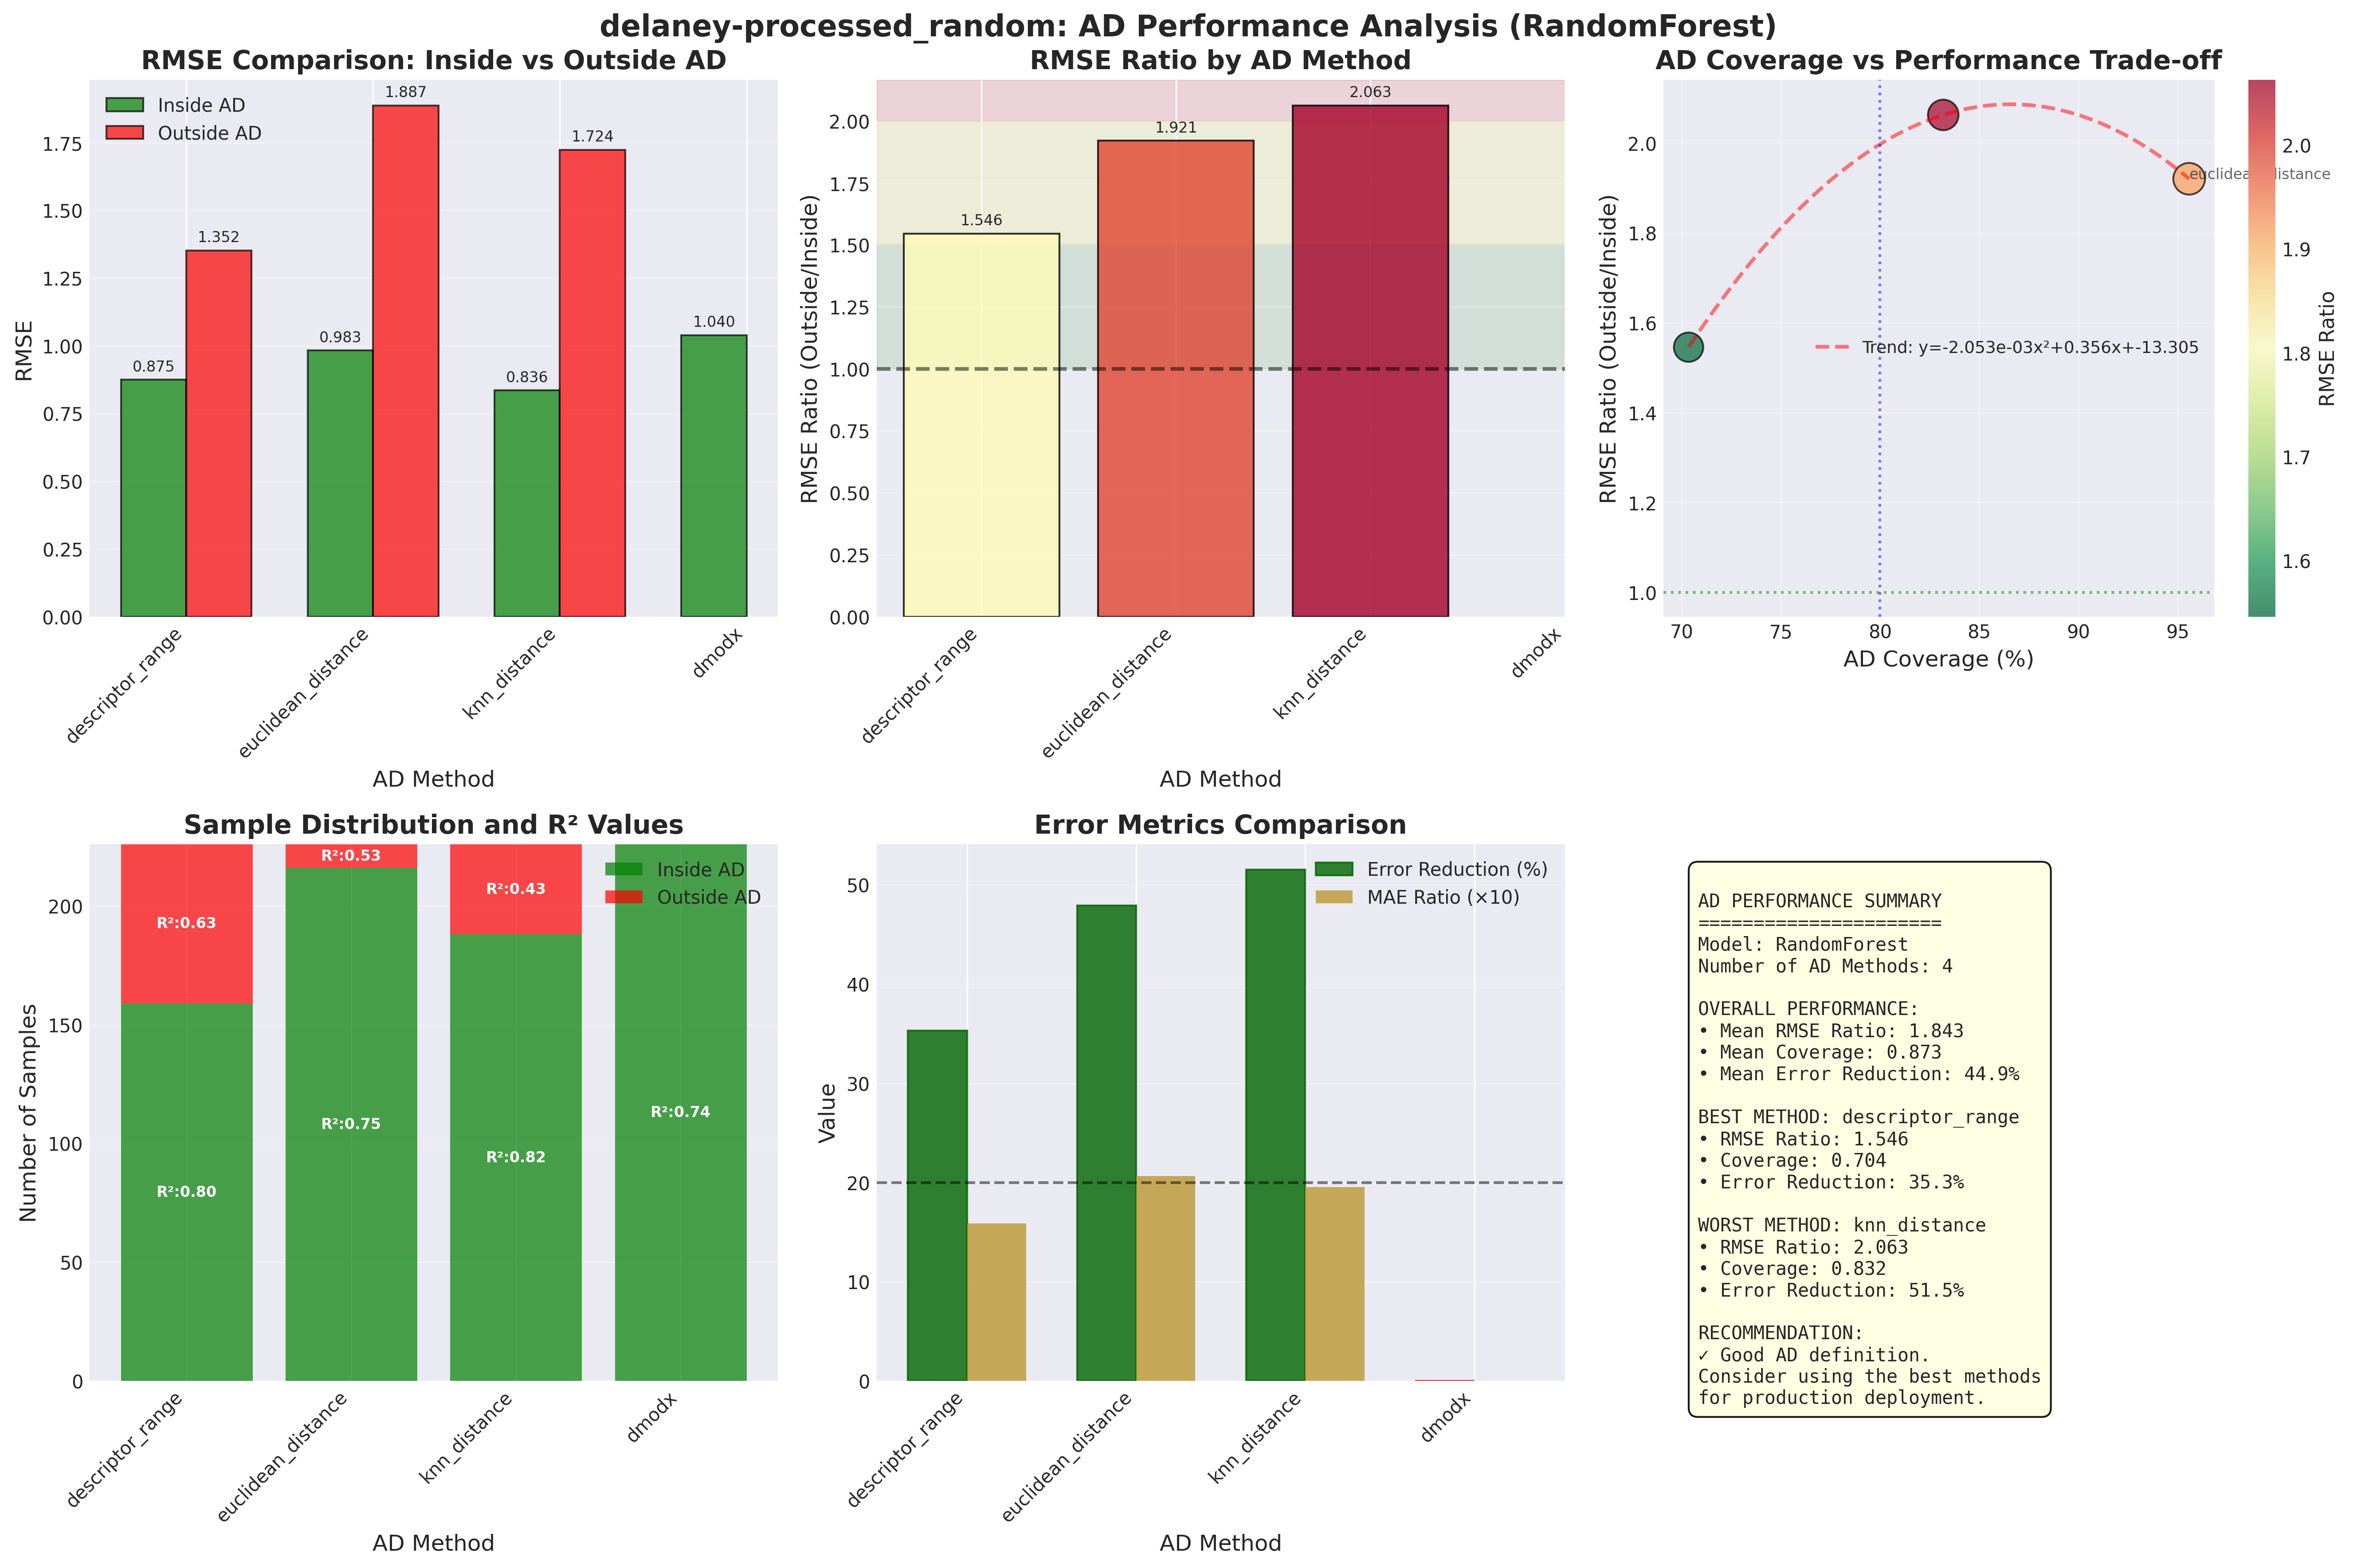 delaney-processed_random: AD Performance Analysis (RandomForest)
RMSE Comparison: Inside vs Outside AD
Inside AD
Outside AD
RMSE
1.75
1.50
1.25
1.00
0.75
0.50
0.25
0.00
0.875
1.352
0.983
1.887
0.836
1.724
1.040
descriptor_range
euclidean_distance
knn_distance
dmodx
AD Method
RMSE Ratio by AD Method
RMSE Ratio (Outside/Inside)
2.00
1.75
1.50
1.25
1.00
0.75
0.50
0.25
0.00
1.546
1.921
2.063
descriptor_range
euclidean_distance
knn_distance
dmodx
AD Method
AD Coverage vs Performance Trade-off
RMSE Ratio (Outside/Inside)
2.0
1.8
1.6
1.4
1.2
1.0
euclidean_distance
Trend: y=-2.053e-03x²+0.356x+-13.305
70
75
80
85
90
95
AD Coverage (%)
2.0
1.9
1.8
1.7
1.6
RMSE Ratio
Sample Distribution and R² Values
Inside AD
Outside AD
Number of Samples
200
150
100
50
0
R²:0.63
R²:0.80
R²:0.53
R²:0.75
R²:0.43
R²:0.82
R²:0.74
descriptor_range
euclidean_distance
knn_distance
dmodx
AD Method
Error Metrics Comparison
Error Reduction (%)
MAE Ratio (×10)
Value
50
40
30
20
10
0
descriptor_range
euclidean_distance
knn_distance
dmodx
AD Method
AD PERFORMANCE SUMMARY
======================
Model: RandomForest
Number of AD Methods: 4
OVERALL PERFORMANCE:
• Mean RMSE Ratio: 1.843
• Mean Coverage: 0.873
• Mean Error Reduction: 44.9%
BEST METHOD: descriptor_range
• RMSE Ratio: 1.546
• Coverage: 0.704
• Error Reduction: 35.3%
WORST METHOD: knn_distance
• RMSE Ratio: 2.063
• Coverage: 0.832
• Error Reduction: 51.5%
RECOMMENDATION:
✓ Good AD definition.
Consider using the best methods
for production deployment.